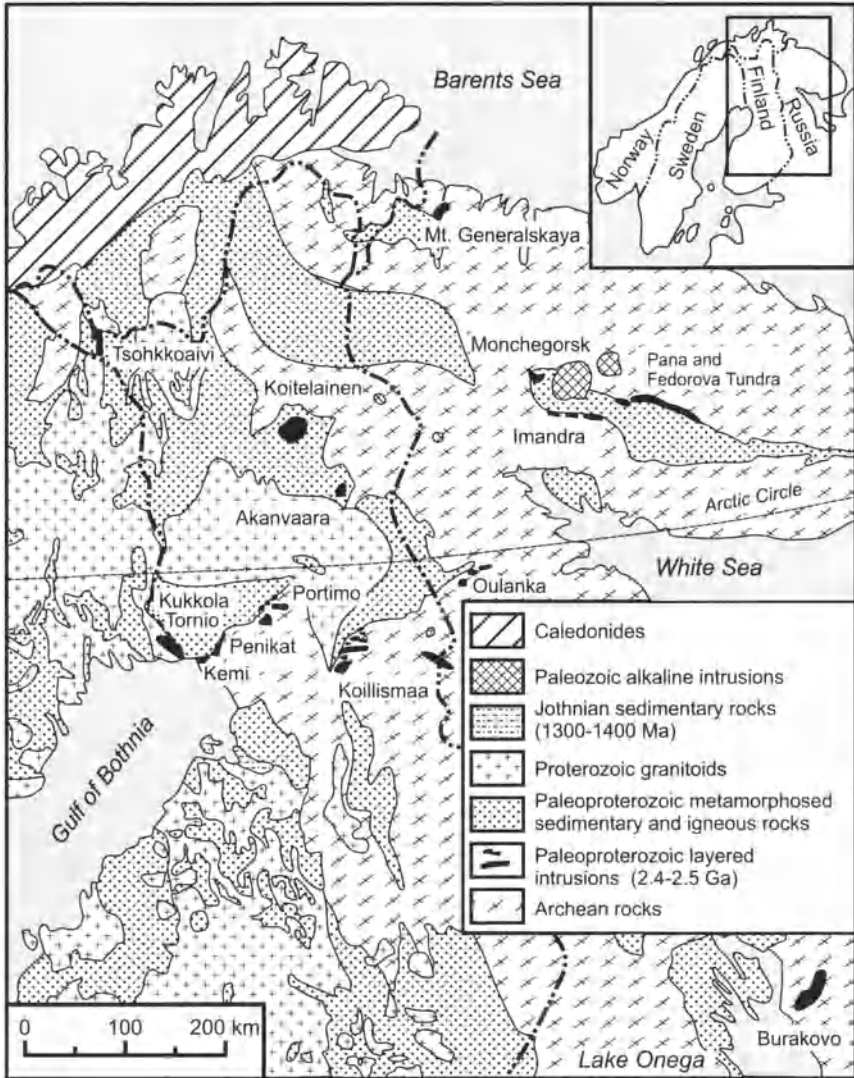 Barents Sea
Norway
Sweden
Finland
Russia
Mt. Generalskaya
Tsohkkoaivi
Monchegorsk
Pana and
Fedorova Tundra
Koitelainen
Imandra
Arctic Circle
Akanvaara
White Sea
Oulanka
Kukkola
Tornio
Portimo
Penikat
Kemi
Koillismaa
Gulf of Bothnia
Caledonides
Paleozoic alkaline intrusions
Jothnian sedimentary rocks
(1300-1400 Ma)
Proterozoic granitoids
Paleoproterozoic metamorphosed
sedimentary and igneous rocks
Paleoproterozoic layered
intrusions (2.4-2.5 Ga)
Archean rocks
0 100 200 km
Burakovo
Lake Onega